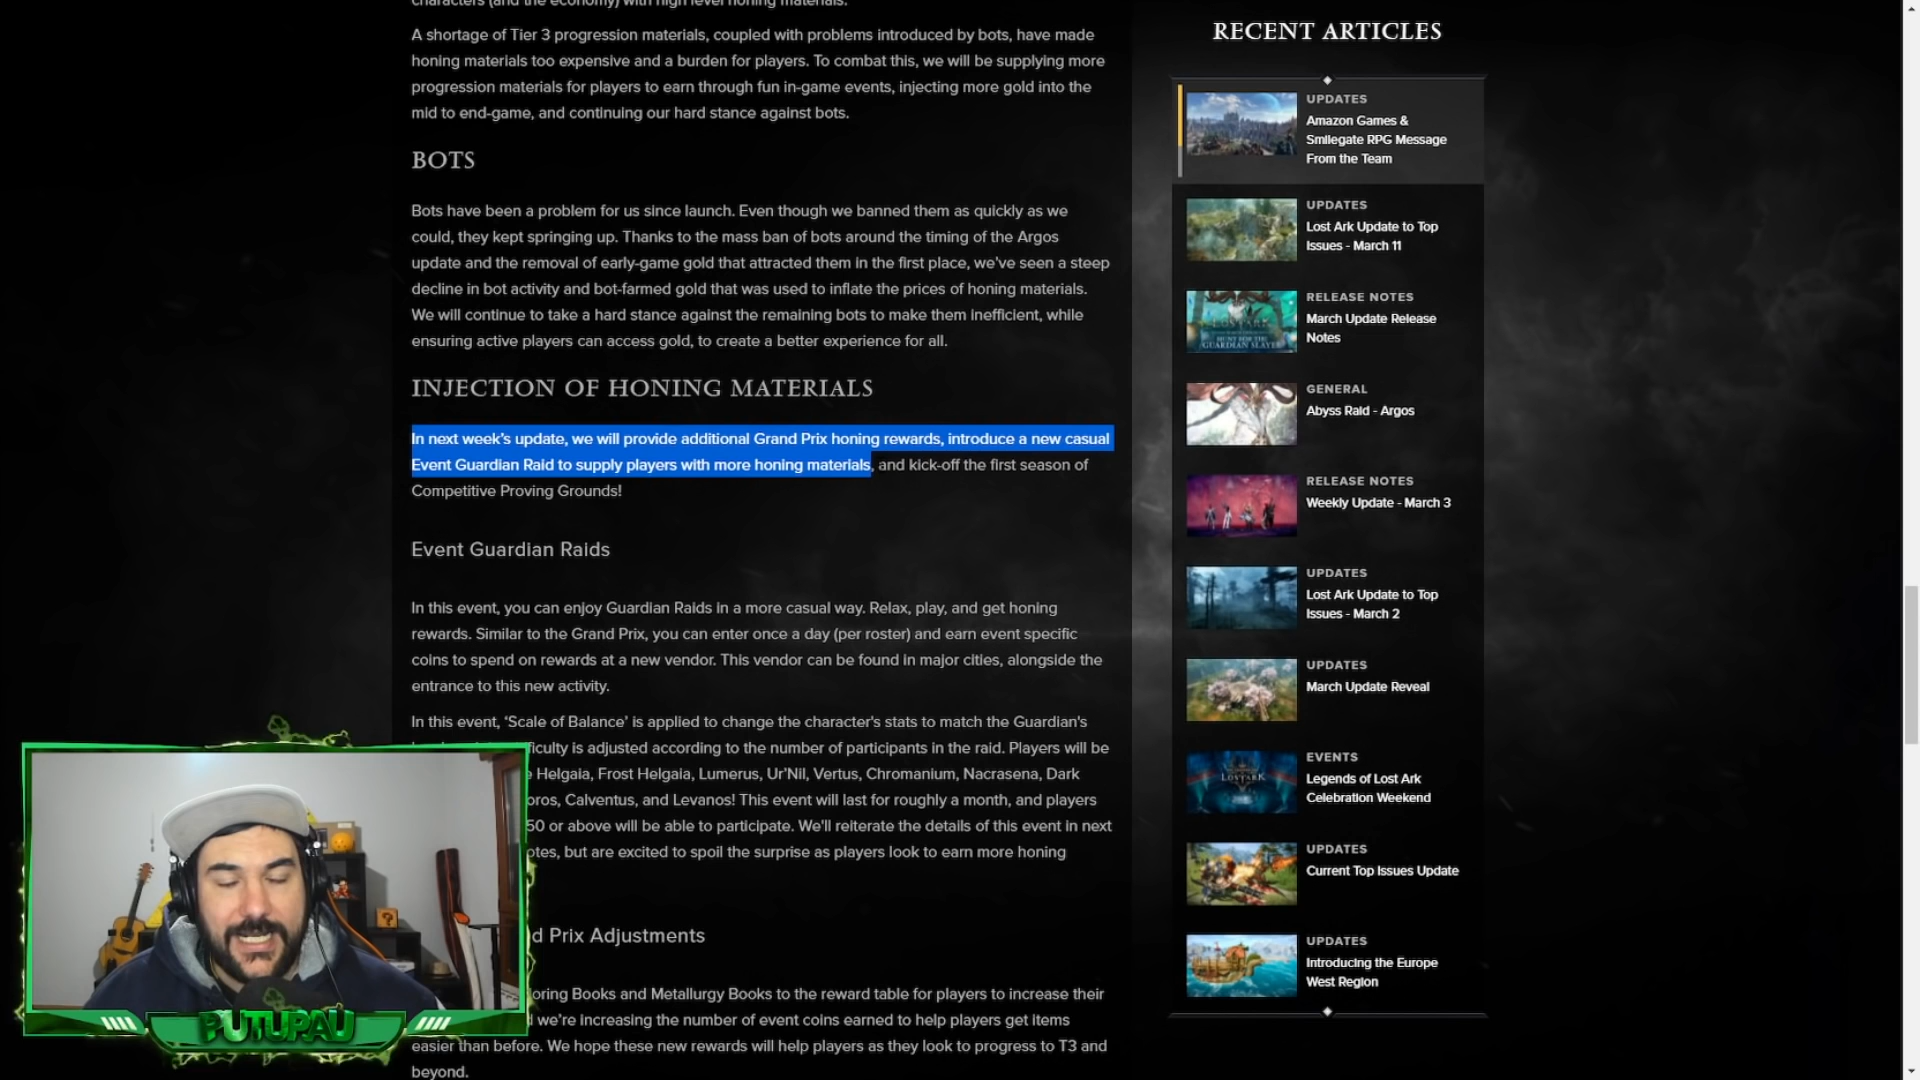 characters (and the economy) with high level honing materials.
A shortage of Tier 3 progression materials, coupled with problems introduced by bots, have made
honing materials too expensive and a burden for players. To combat this, we will be supplying more
progression materials for players to earn through fun in-game events, injecting more gold into the
mid to end-game, and continuing our hard stance against bots.
BOTS
Bots have been a problem for us since launch. Even though we banned them as quickly as we
could, they kept springing up. Thanks to the mass ban of bots around the timing of the Argos
update and the removal of early-game gold that attracted them in the first place, we've seen a steep
decline in bot activity and bot-farmed gold that was used to inflate the prices of honing materials.
We will continue to take a hard stance against the remaining bots to make them inefficient, while
ensuring active players can access gold, to create a better experience for all.
INJECTION OF HONING MATERIALS
In next week's update, we will provide additional Grand Prix honing rewards, introduce a new casual
Event Guardian Raid to supply players with more honing materials, and kick-off the first season of
Competitive Proving Grounds!
Event Guardian Raids
In this event, you can enjoy Guardian Raids in a more casual way. Relax, play, and get honing
rewards. Similar to the Grand Prix, you can enter once a day (per roster) and earn event specific
coins to spend on rewards at a new vendor. This vendor can be found in major cities, alongside the
entrance to this new activity.
In this event, 'Scale of Balance' is applied to change the character's stats to match the Guardian's
ficulty is adjusted according to the number of participants in the raid. Players will be
Helgaia, Frost Helgaia, Lumerus, Ur'Nil, Vertus, Chromanium, Nacrasena, Dark
oros, Calventus, and Levanos! This event will last for roughly a month, and players
50 or above will be able to participate. We'll reiterate the details of this event in next
otes, but are excited to spoil the surprise as players look to earn more honing
d Prix Adjustments
oring Books and Metallurgy Books to the reward table for players to increase their
we're increasing the number of event coins earned to help players get items
easier than before. We hope these new rewards will help players as they look to progress to T3 and
beyond.
PUTUPAU
RECENT ARTICLES
UPDATES
Amazon Games &
Smilegate RPG Message
From the Team
UPDATES
Lost Ark Update to Top
Issues - March 11
LOST ARK
HUNT FOR THE
GUARDIAN SLAYER
RELEASE NOTES
March Update Release
Notes
GENERAL
Abyss Raid - Argos
RELEASE NOTES
Weekly Update - March 3
UPDATES
Lost Ark Update to Top
Issues - March 2
UPDATES
March Update Reveal
LOST ARK
EVENTS
Legends of Lost Ark
Celebration Weekend
UPDATES
Current Top Issues Update
UPDATES
Introducing the Europe
West Region